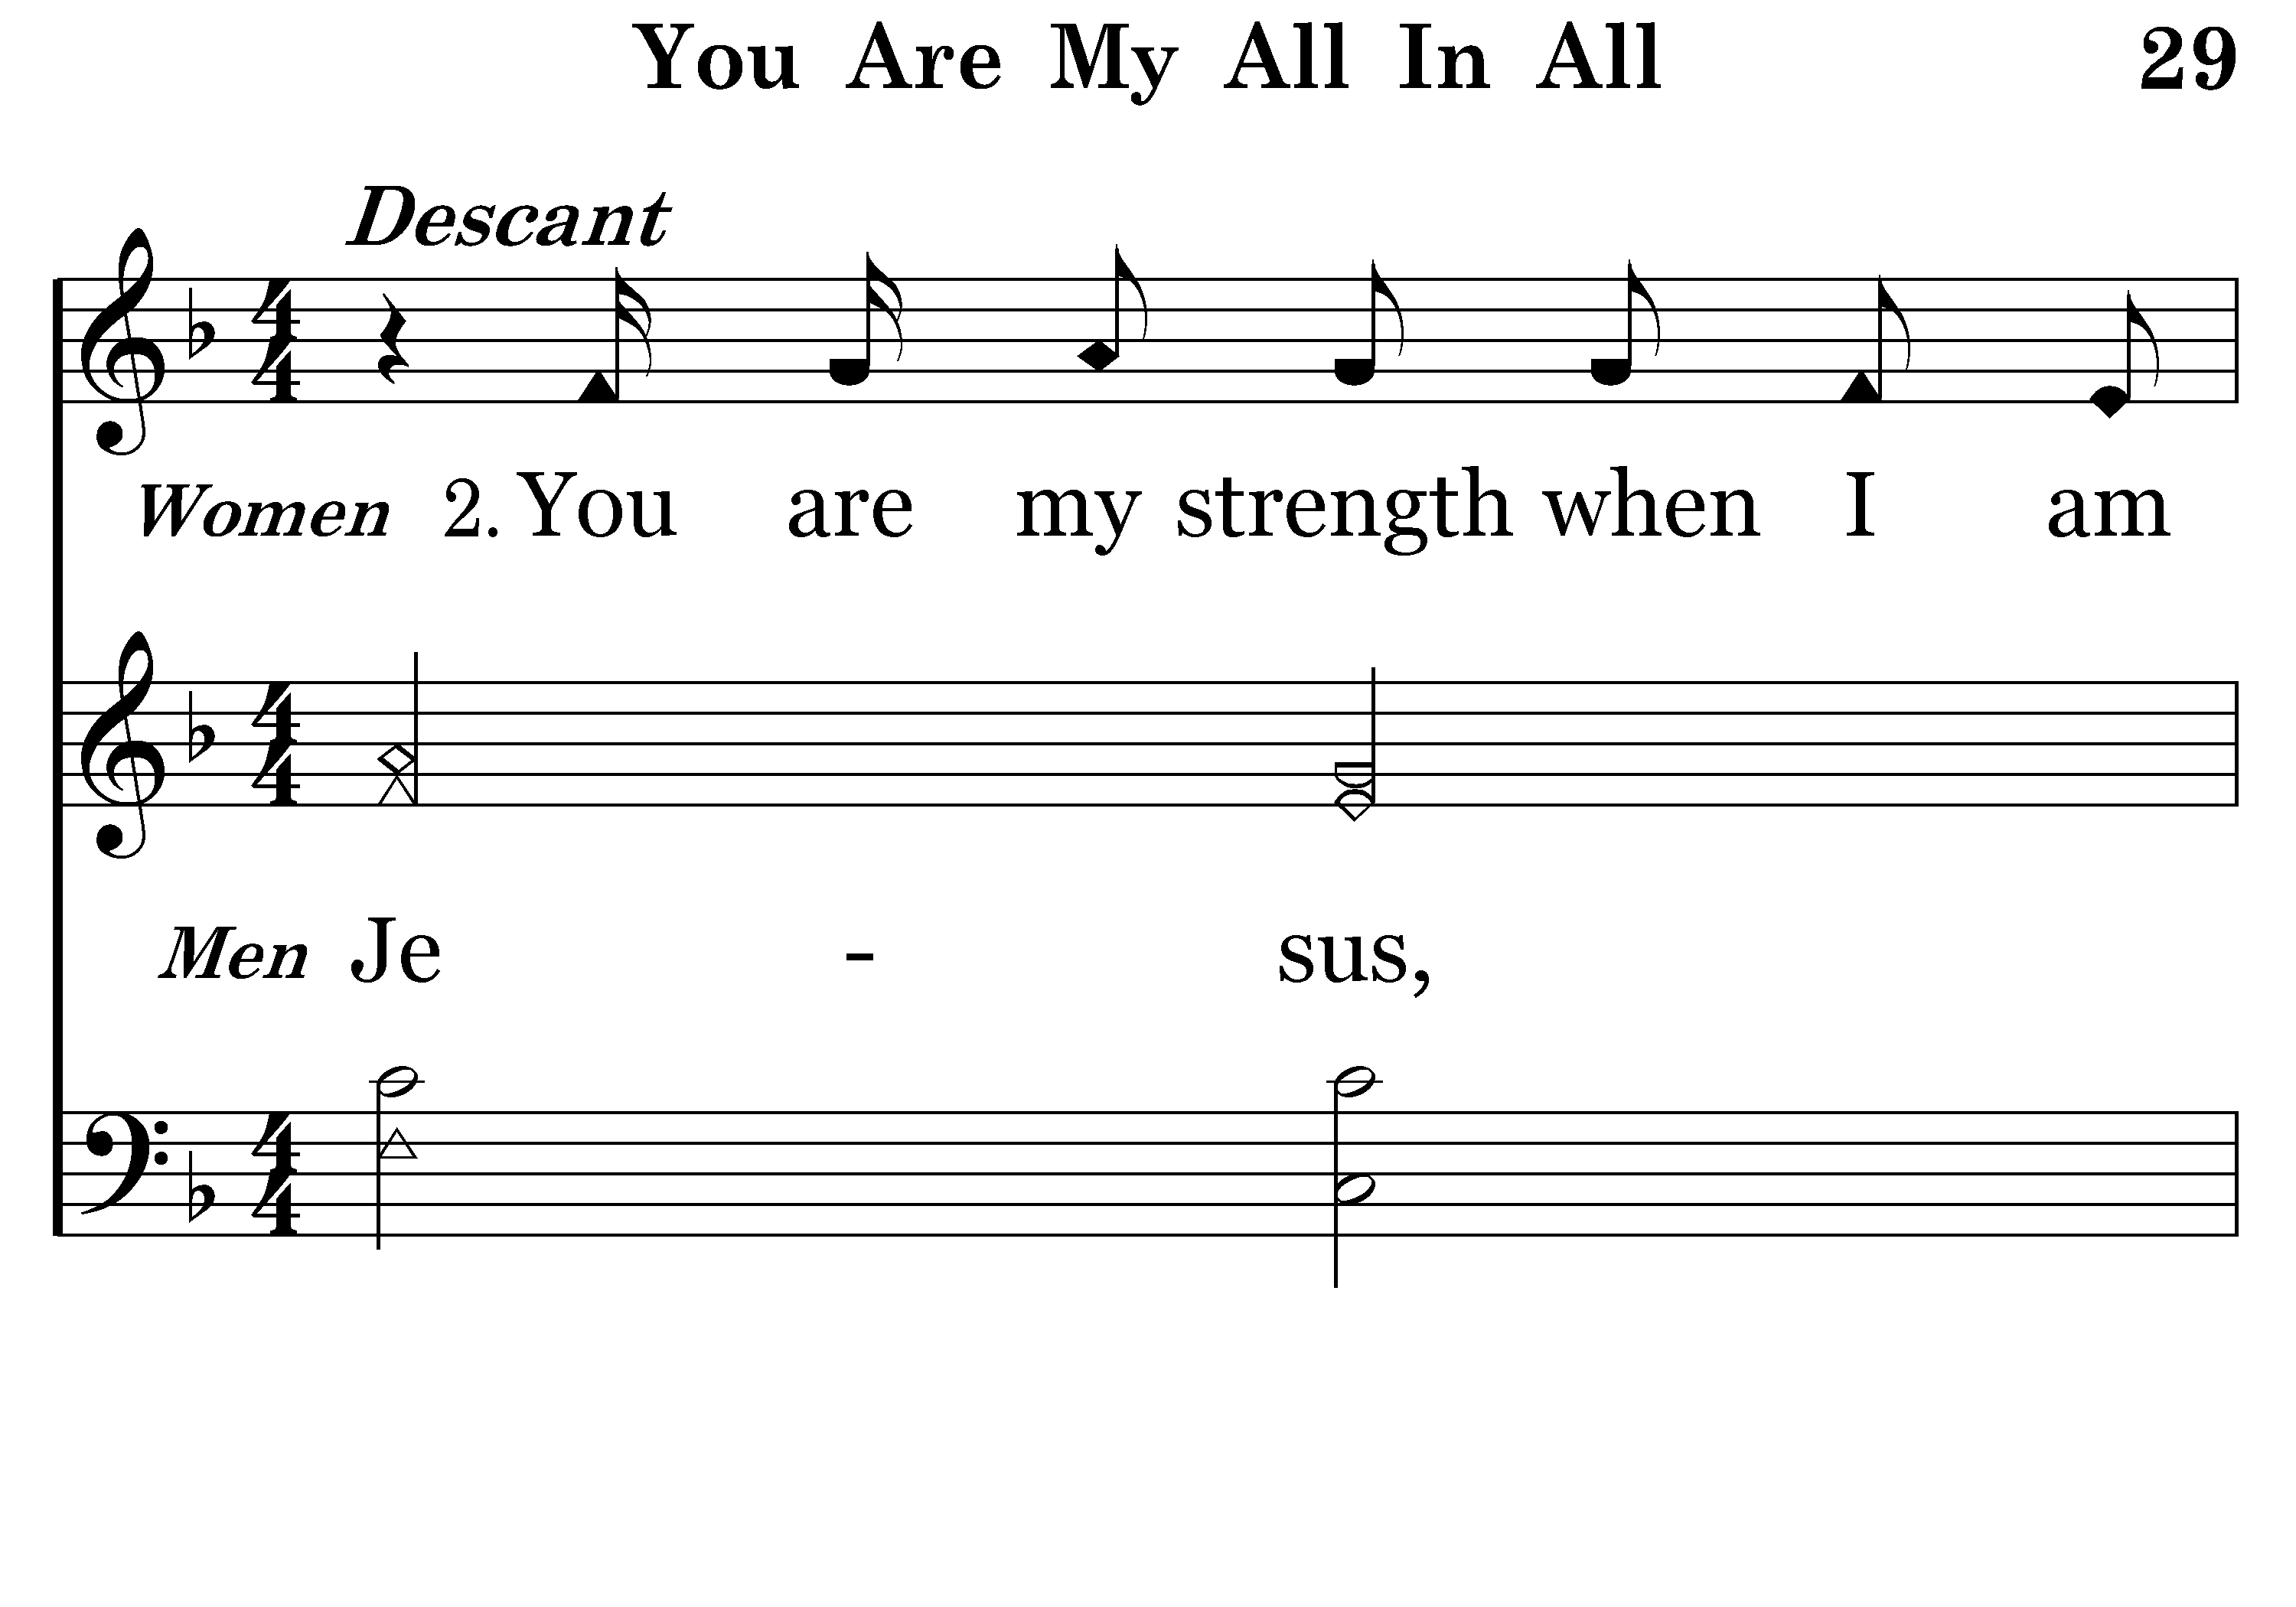 You Are My All In All 29
Descant
Women 2. You are my strength when I am
Men Je - sus,